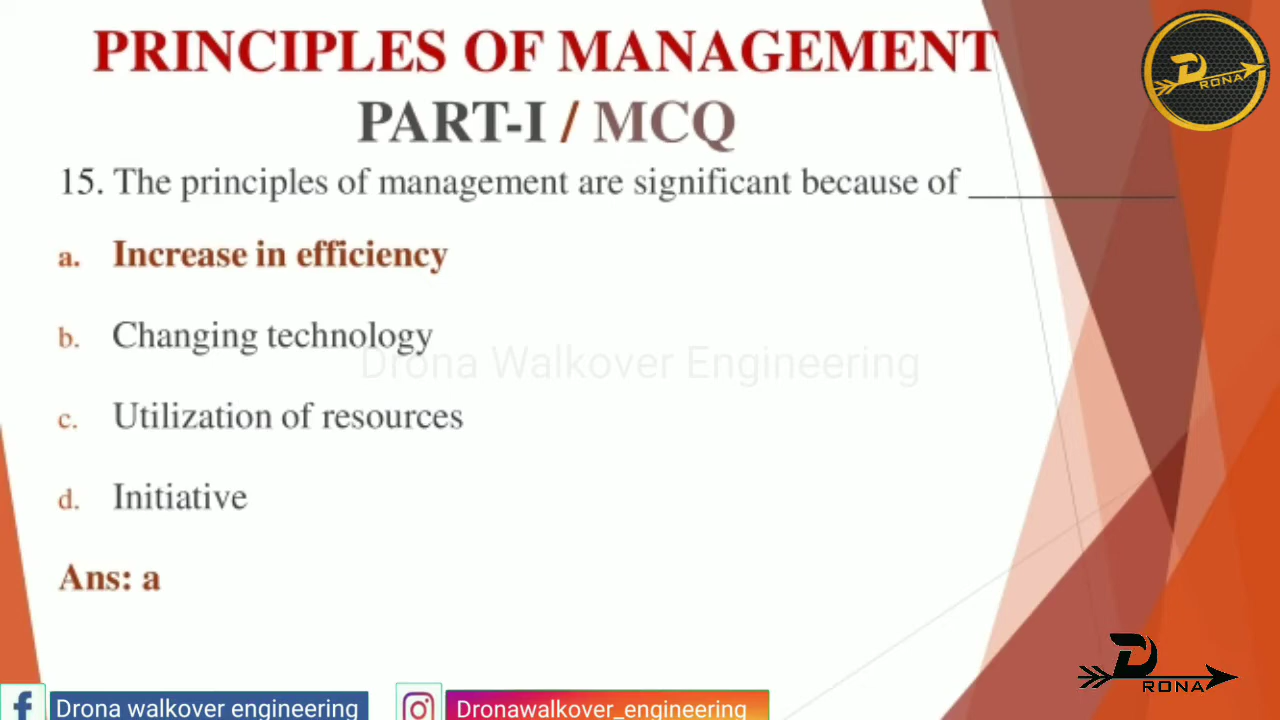 PRINCIPLES OF MANAGEMENT
PART-I / MCQ
15. The principles of management are significant because of ____________
a. Increase in efficiency
b. Changing technology
Drona Walkover Engineering
c. Utilization of resources
d. Initiative
Ans: a
D RONA
D RONA
f Drona walkover engineering
Dronawalkover_engineering